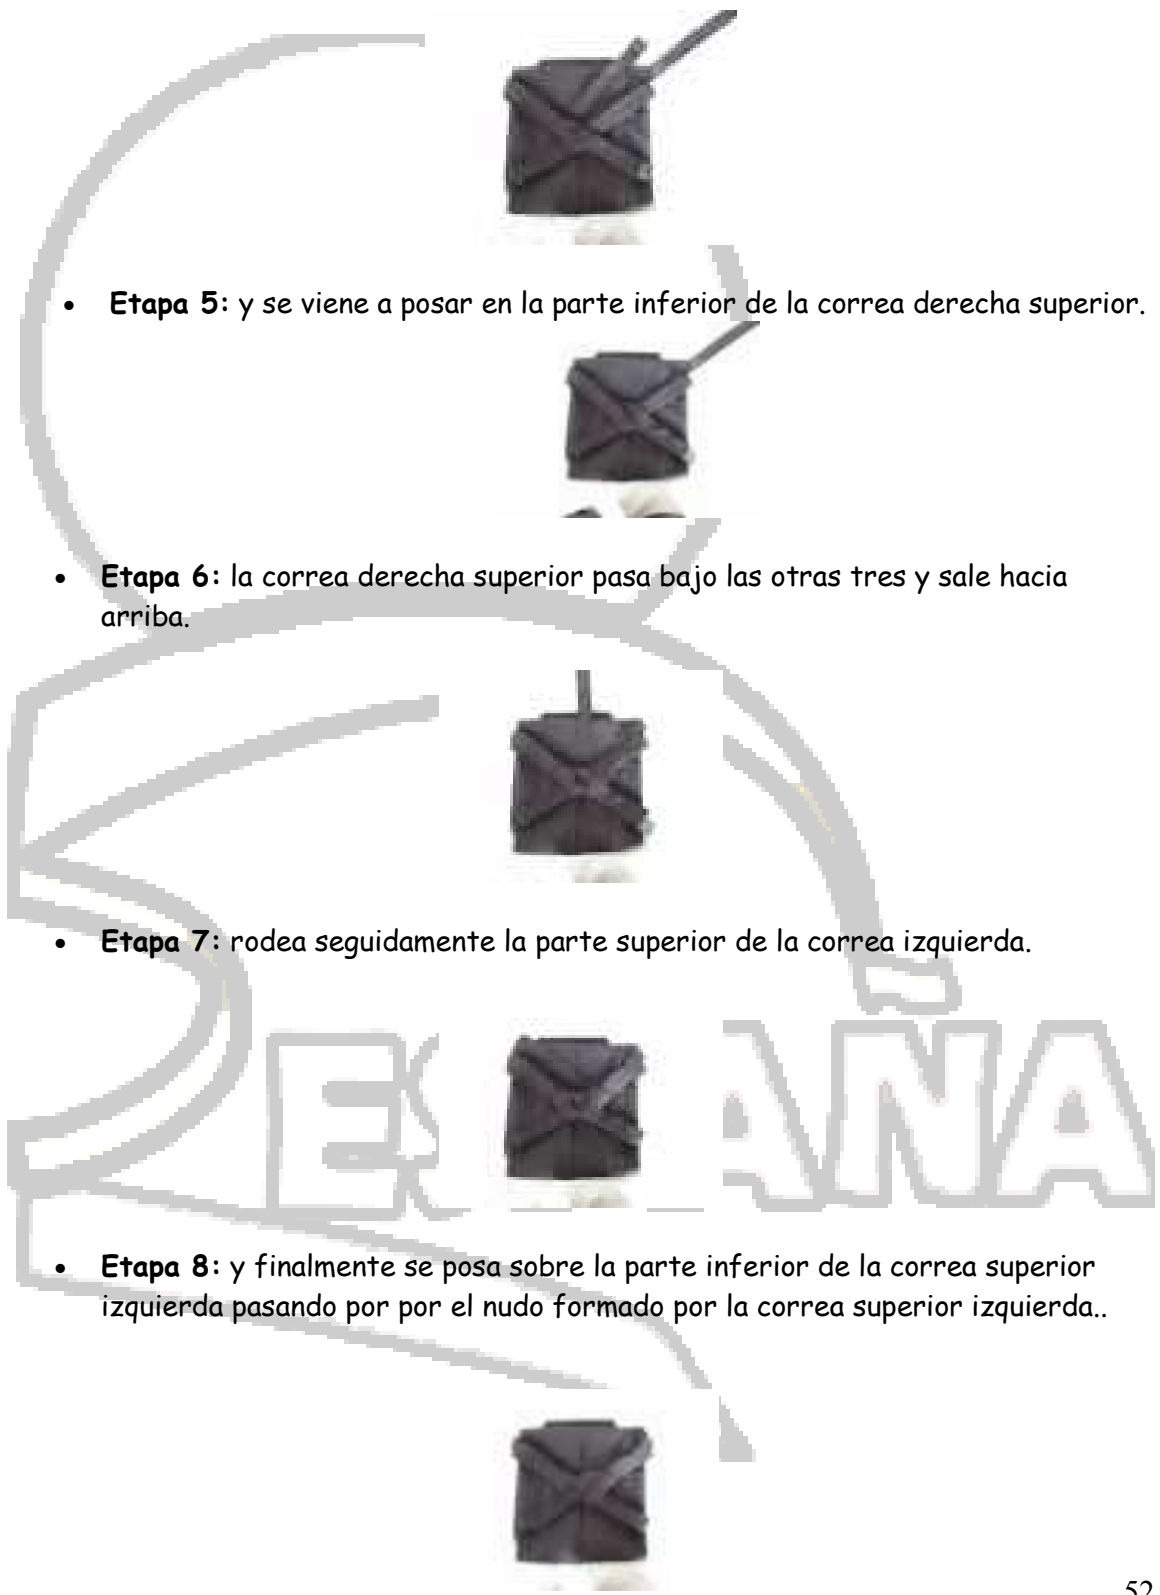 • Etapa 5: y se viene a posar en la parte inferior de la correa derecha superior.
• Etapa 6: la correa derecha superior pasa bajo las otras tres y sale hacia
arriba.
• Etapa 7: rodea seguidamente la parte superior de la correa izquierda.
ESPAÑA
• Etapa 8: y finalmente se posa sobre la parte inferior de la correa superior
izquierda pasando por por el nudo formado por la correa superior izquierda..
52